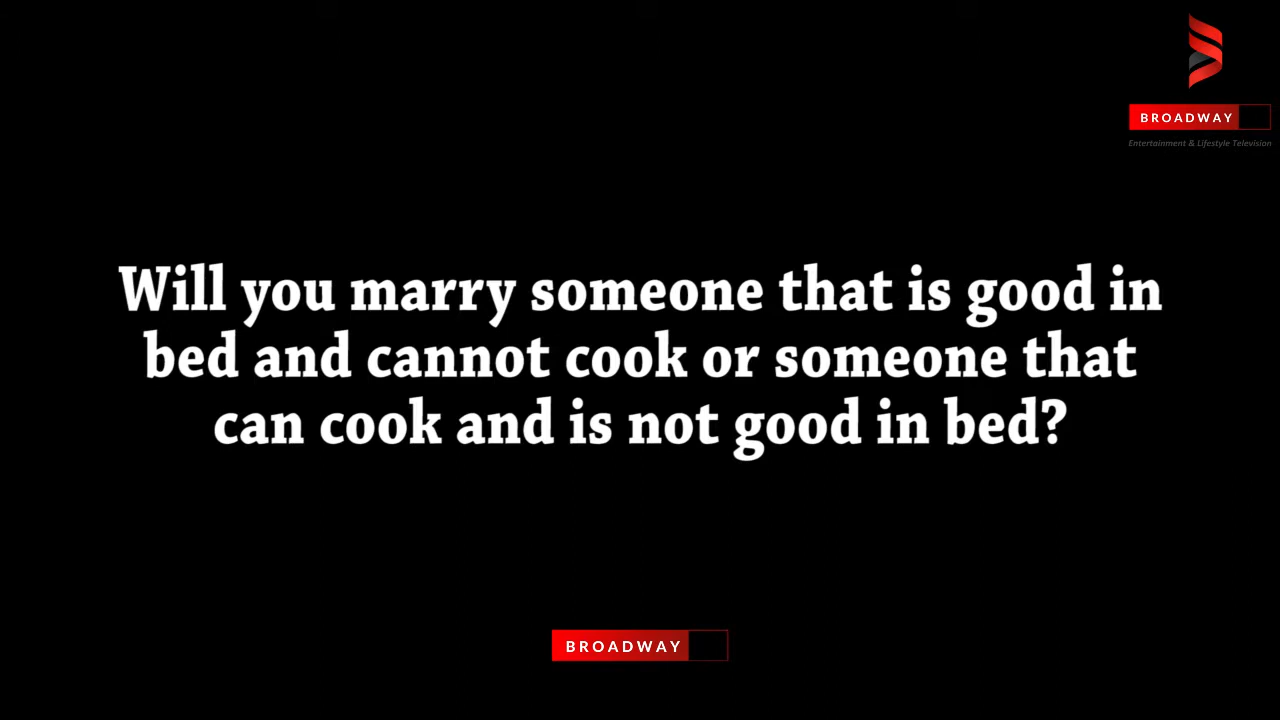 BROADWAY
Entertainment & Lifestyle Television
Will you marry someone that is good in
bed and cannot cook or someone that
can cook and is not good in bed?
BROADWAY